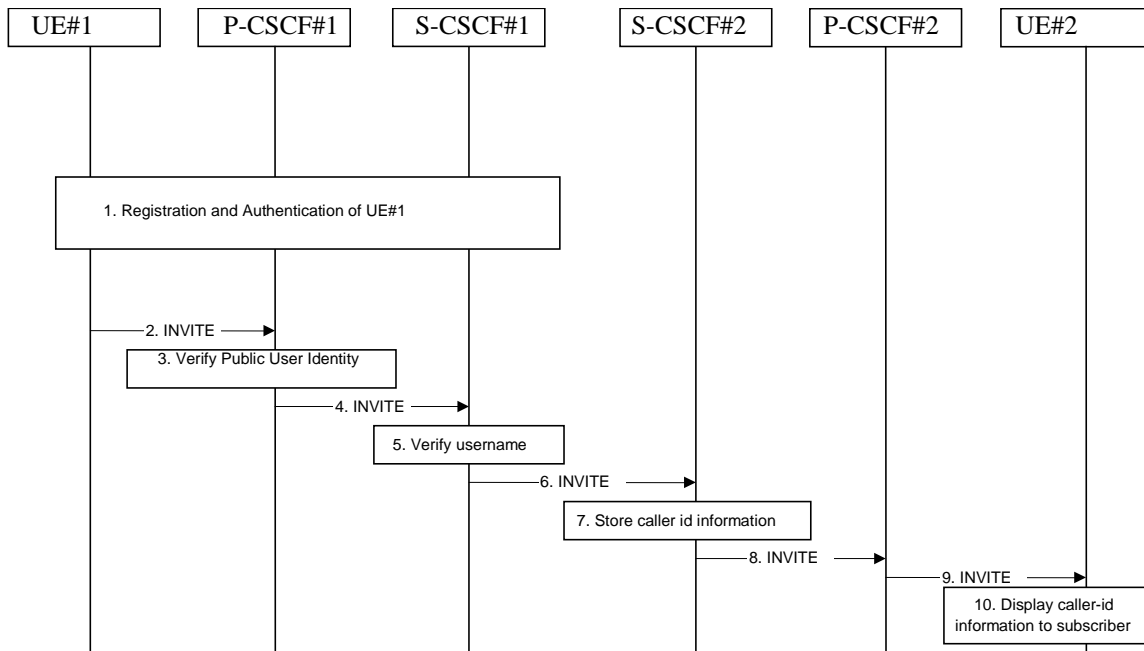 UE#1
P-CSCF#1
S-CSCF#1
S-CSCF#2
P-CSCF#2
UE#2
1. Registration and Authentication of UE#1
2. INVITE
3. Verify Public User Identity
4. INVITE
5. Verify username
6. INVITE
7. Store caller id information
8. INVITE
9. INVITE
10. Display caller-id
information to subscriber